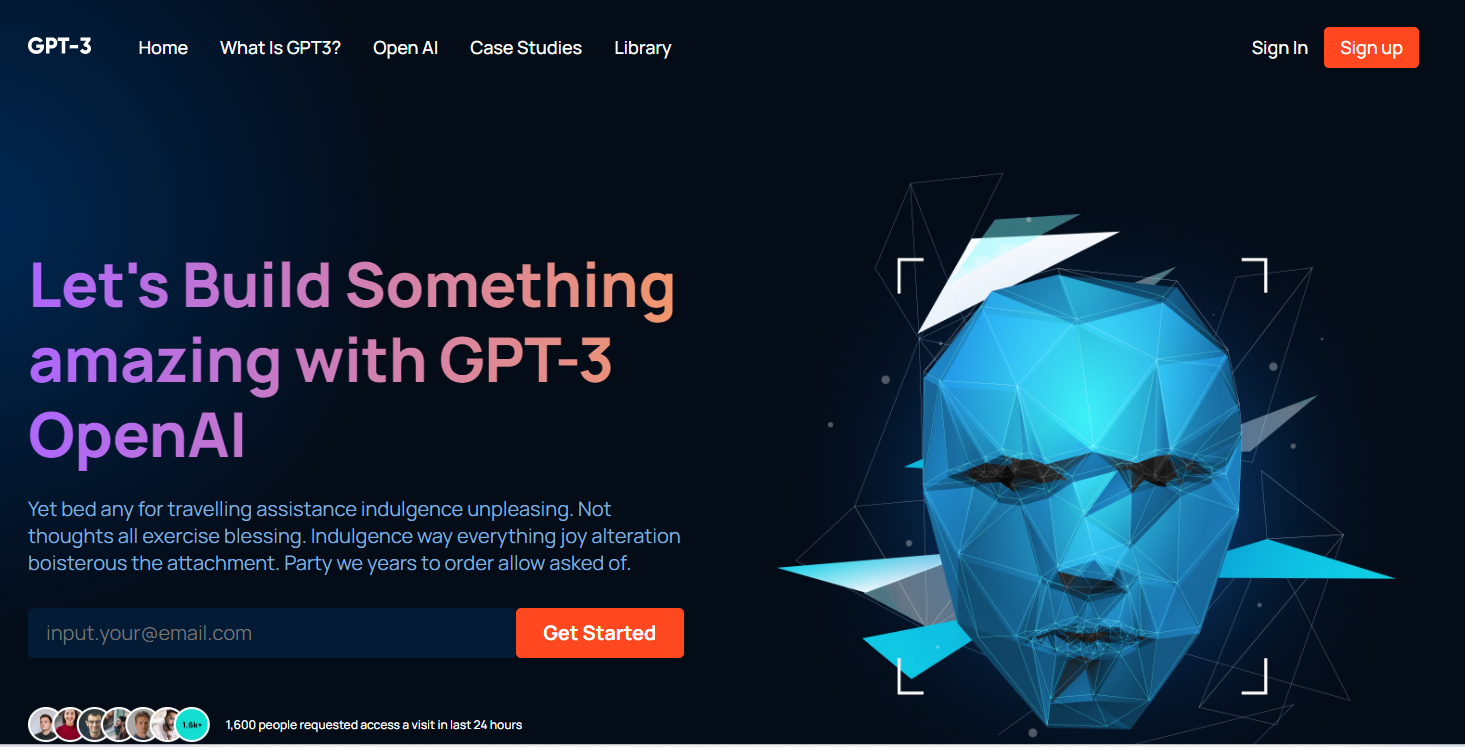 GPT-3
Home
What Is GPT3?
Open AI
Case Studies
Library
Sign In
Sign up
Let's Build Something
amazing with GPT-3
OpenAI
Yet bed any for travelling assistance indulgence unpleasing. Not
thoughts all exercise blessing. Indulgence way everything joy alteration
boisterous the attachment. Party we years to order allow asked of.
input.your@email.com
Get Started
1.6k+
1,600 people requested access a visit in last 24 hours